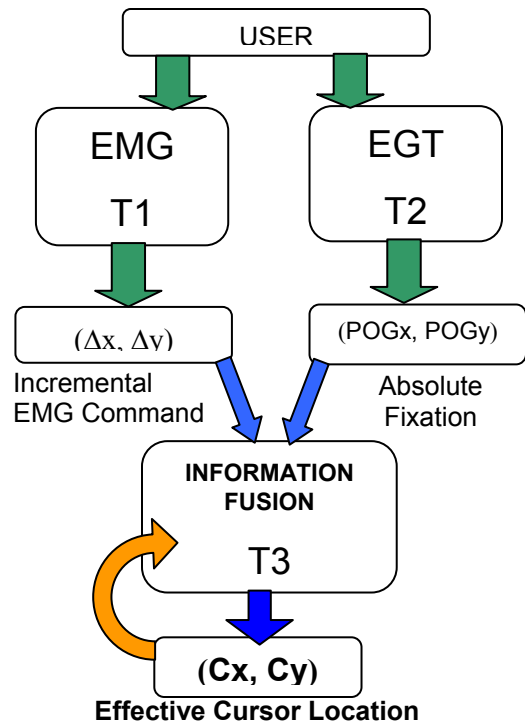 USER
EMG
T1
EGT
T2
(Δx, Δy)
Incremental
EMG Command
(POGx, POGy)
Absolute
Fixation
INFORMATION
FUSION
T3
(Cx, Cy)
Effective Cursor Location